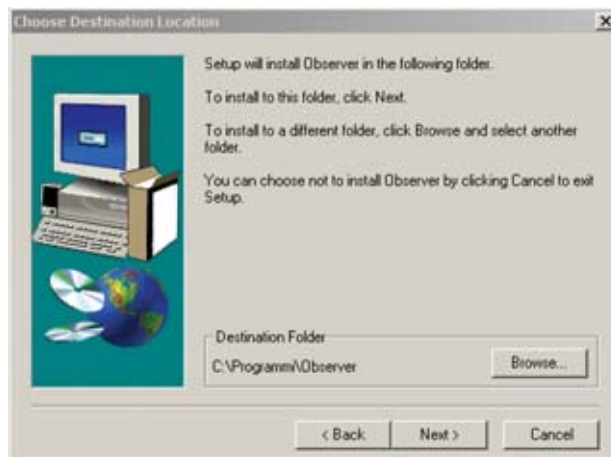 Choose Destination Location
Setup will install Observer in the following folder.
To install to this folder, click Next.
To install to a different folder, click Browse and select another
folder.
You can choose not to install Observer by clicking Cancel to exit
Setup.
Destination Folder
C:\Programmi\Observer
Browse...
< Back
Next >
Cancel